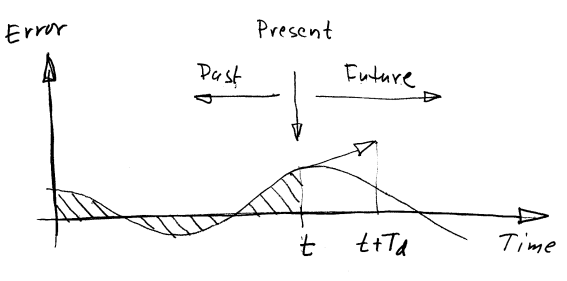 Error
Present
Past
Future
t
t+Td
Time